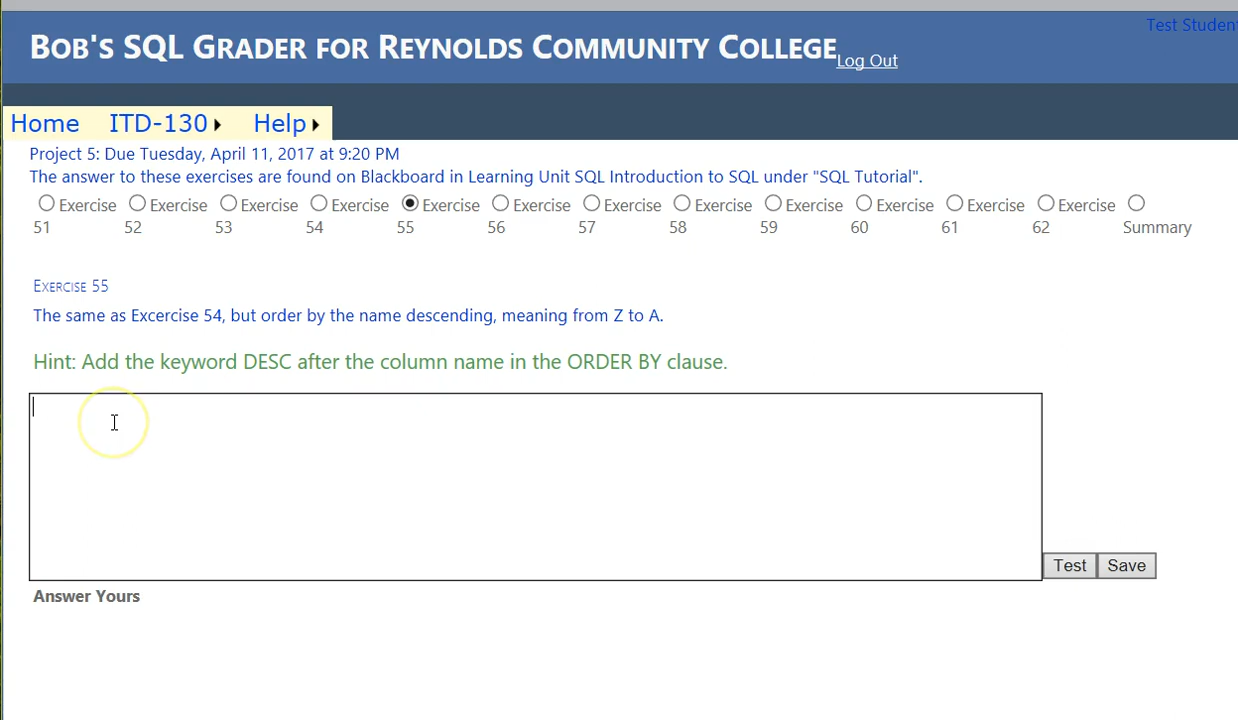 Test Studen
BOB'S SQL GRADER FOR REYNOLDS COMMUNITY COLLEGE Log Out
Home ITD-130 Help
Project 5: Due Tuesday, April 11, 2017 at 9:20 PM
The answer to these exercises are found on Blackboard in Learning Unit SQL Introduction to SQL under "SQL Tutorial".
Exercise Exercise Exercise Exercise Exercise Exercise Exercise Exercise Exercise Exercise Exercise Exercise
51 52 53 54 55 56 57 58 59 60 61 62 Summary
EXERCISE 55
The same as Excercise 54, but order by the name descending, meaning from Z to A.
Hint: Add the keyword DESC after the column name in the ORDER BY clause.
Test Save
Answer Yours